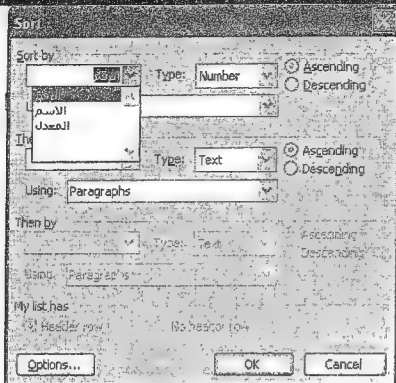 Sort
Sort by
Type: Number
Ascending
Descending
الاسم
المعدل
Type: Text
Ascending
Descending
Using: Paragraphs
Then by
Type: Text
Ascending
Descending
Using: Paragraphs
My list has
Header row No header row
Options... OK Cancel